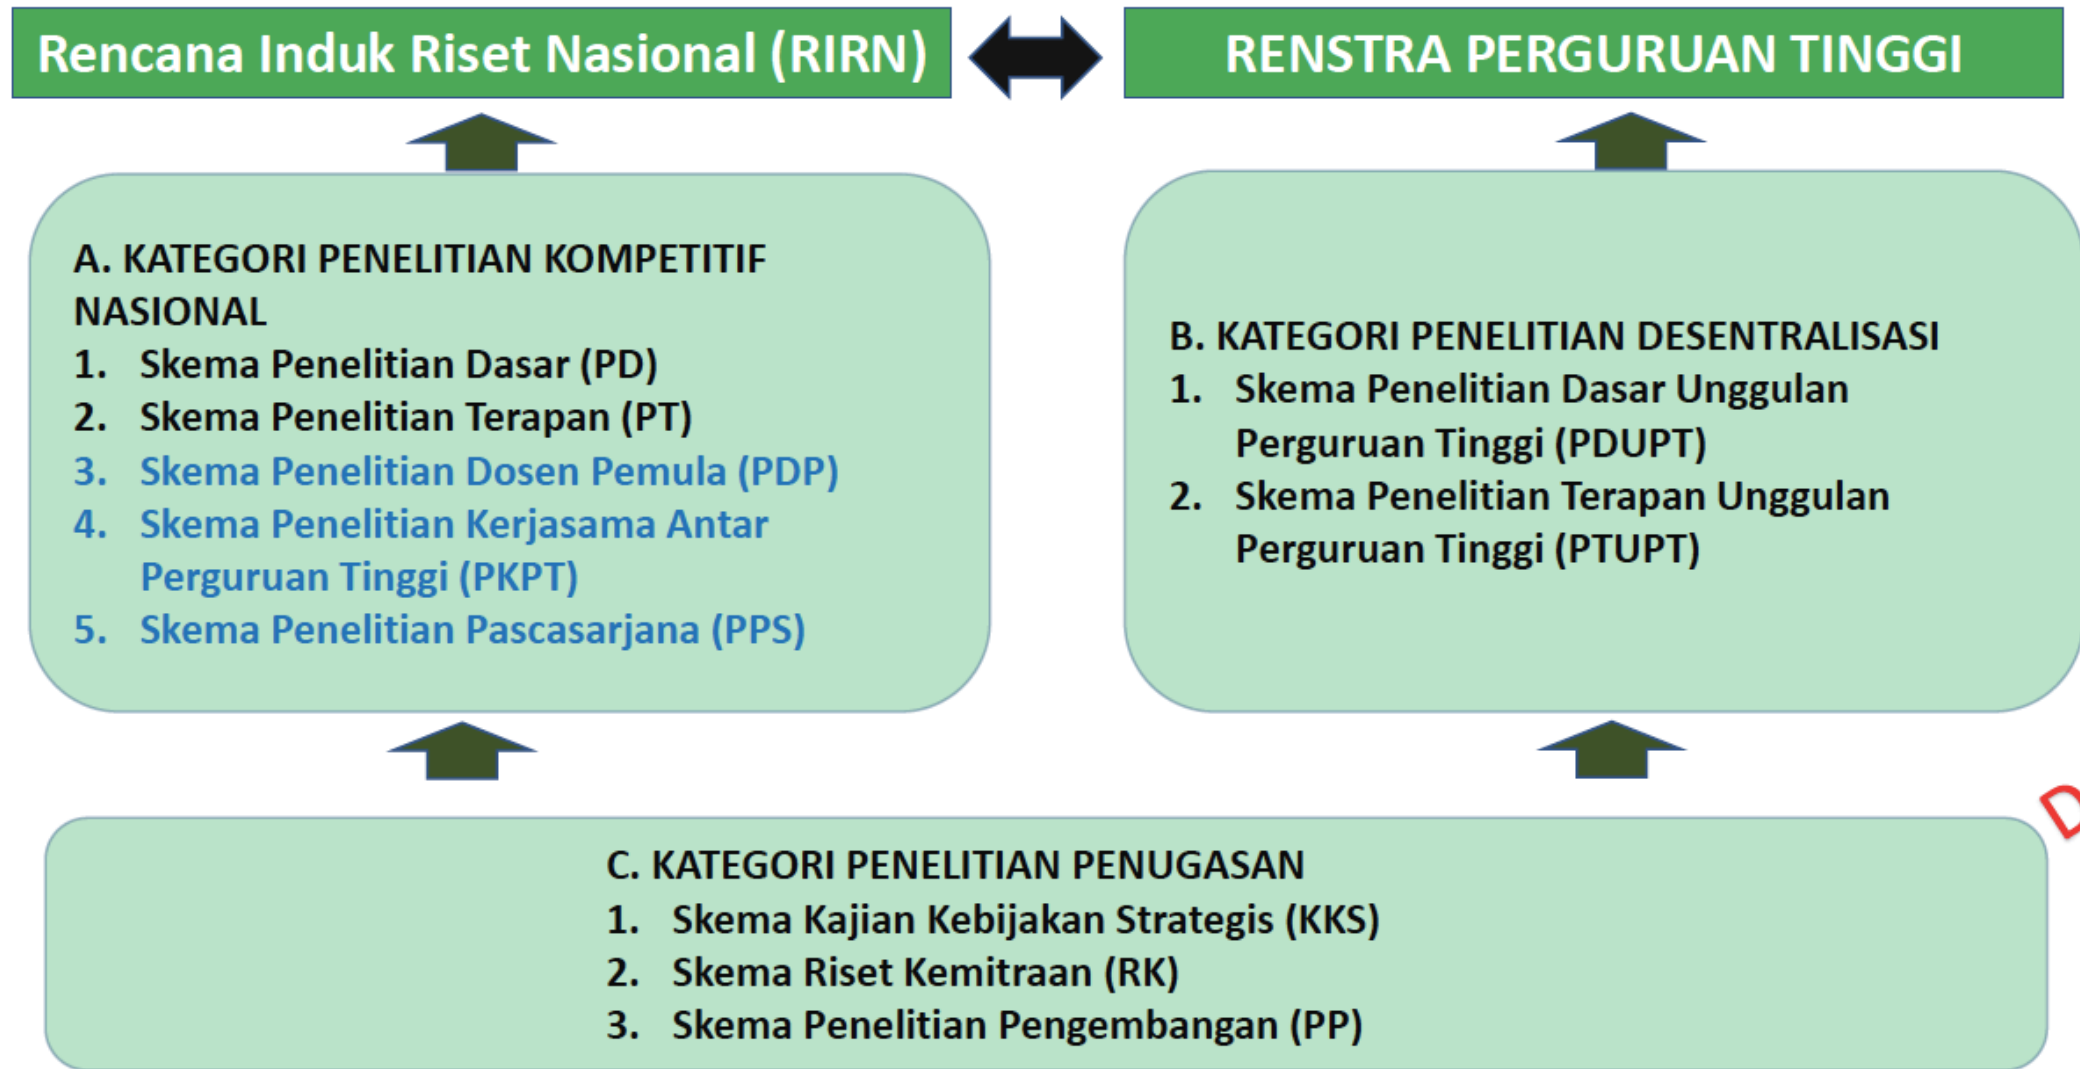 Rencana Induk Riset Nasional (RIRN)
RENSTRA PERGURUAN TINGGI
A. KATEGORI PENELITIAN KOMPETITIF
NASIONAL
1. Skema Penelitian Dasar (PD)
2. Skema Penelitian Terapan (PT)
3. Skema Penelitian Dosen Pemula (PDP)
4. Skema Penelitian Kerjasama Antar
Perguruan Tinggi (PKPT)
5. Skema Penelitian Pascasarjana (PPS)
B. KATEGORI PENELITIAN DESENTRALISASI
1. Skema Penelitian Dasar Unggulan
Perguruan Tinggi (PDUPT)
2. Skema Penelitian Terapan Unggulan
Perguruan Tinggi (PTUPT)
C. KATEGORI PENELITIAN PENUGASAN
1. Skema Kajian Kebijakan Strategis (KKS)
2. Skema Riset Kemitraan (RK)
3. Skema Penelitian Pengembangan (PP)